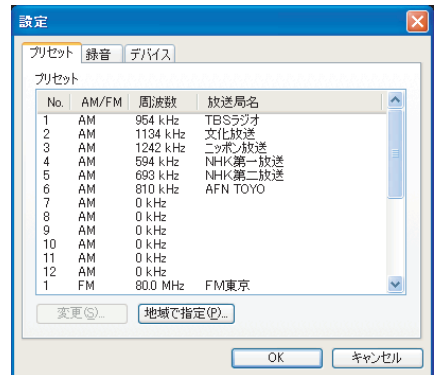 設定
プリセット 録音 デバイス
プリセット
No. AM/FM 周波数 放送局名
1 AM 954 kHz TBSラジオ
2 AM 1134 kHz 文化放送
3 AM 1242 kHz ニッポン放送
4 AM 594 kHz NHK第一放送
5 AM 693 kHz NHK第二放送
6 AM 810 kHz AFN TOYO
7 AM 0 kHz
8 AM 0 kHz
9 AM 0 kHz
10 AM 0 kHz
11 AM 0 kHz
12 AM 0 kHz
1 FM 80.0 MHz FM東京
変更(S)... 地域で指定(P)...
OK キャンセル